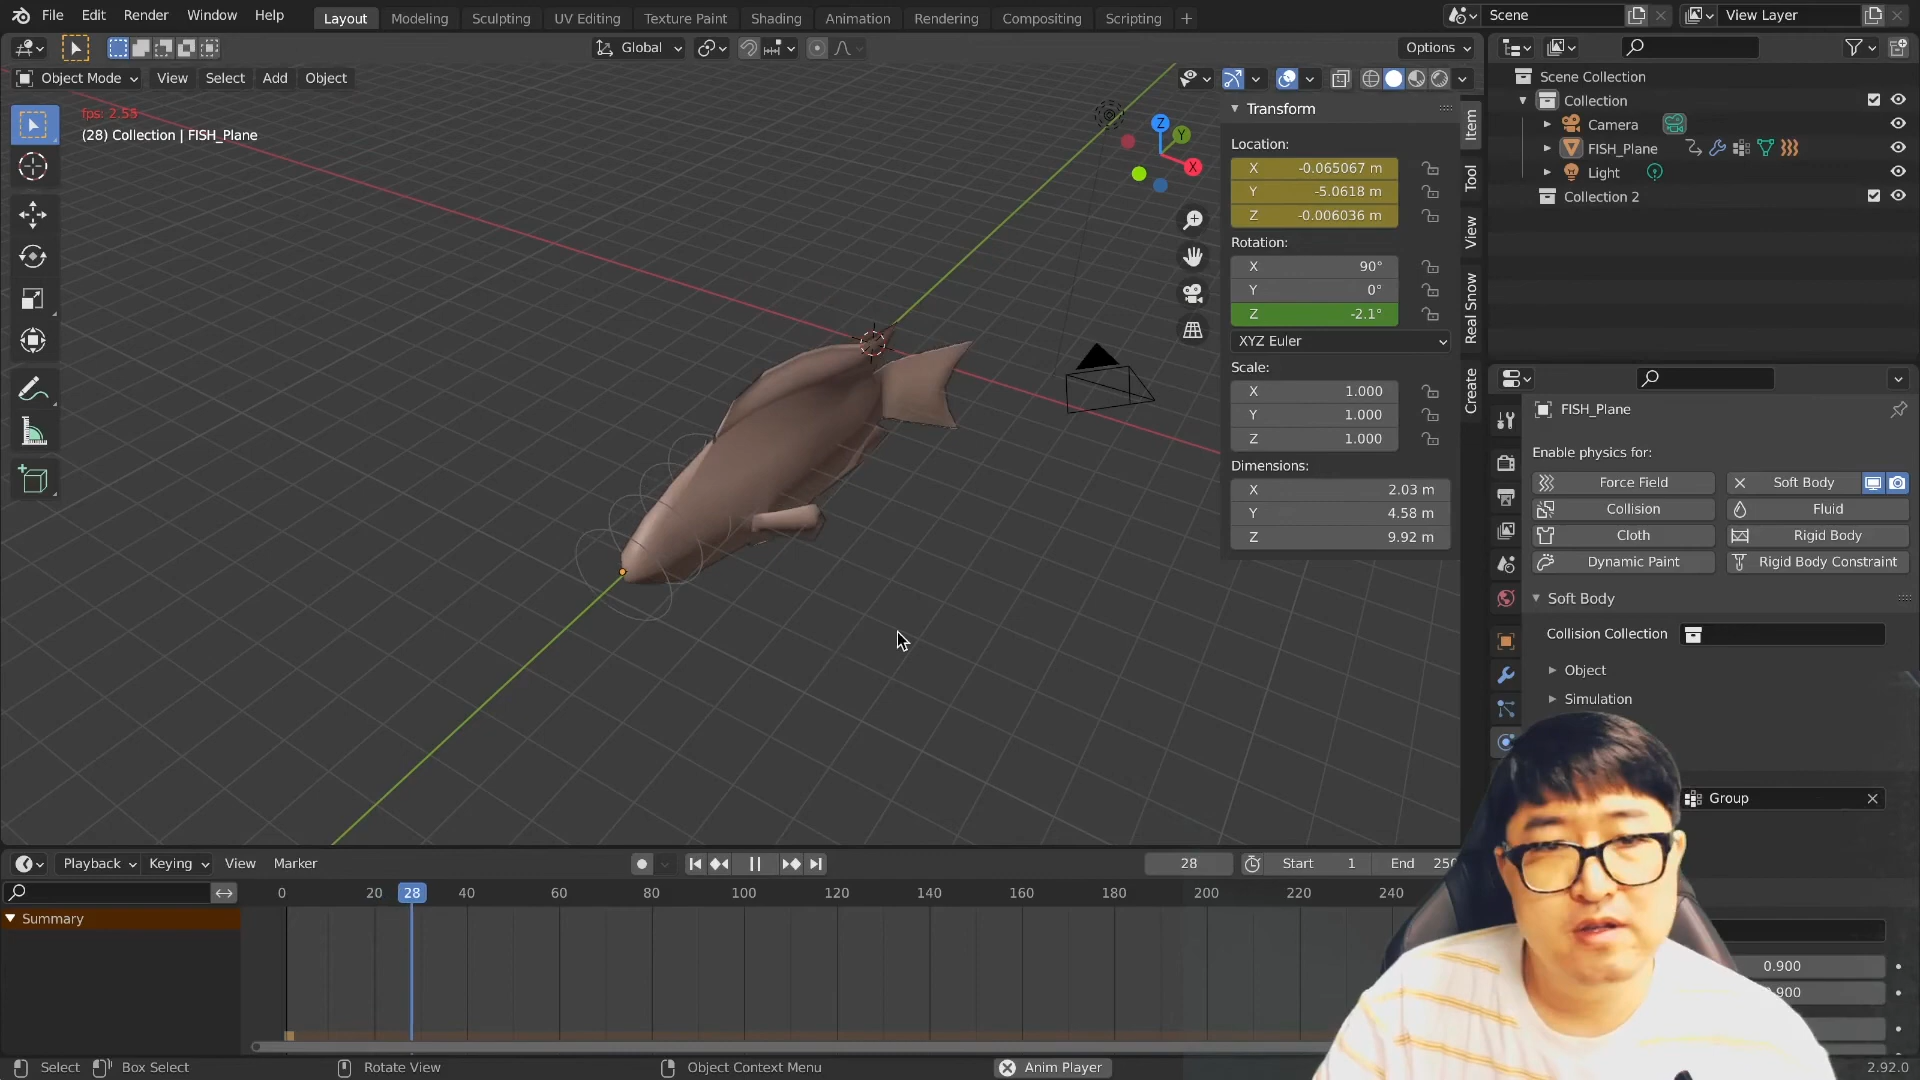 File Edit Render Window Help Layout Modeling Sculpting UV Editing Texture Paint Shading Animation Rendering Compositing Scripting Scene View Layer
Global Options
Object Mode View Select Add Object
fps: 2.55
(28) Collection | FISH_Plane
Z
Y
X
Transform
Location:
X -0.065067 m
Y -5.0618 m
Z -0.006036 m
Rotation:
X 90°
Y 0°
Z -2.1°
XYZ Euler
Scale:
X 1.000
Y 1.000
Z 1.000
Dimensions:
X 2.03 m
Y 4.58 m
Z 9.92 m
Item
Tool
View
Real Snow
Create
Scene Collection
Collection
Camera
FISH_Plane
Light
Collection 2
FISH_Plane
Enable physics for:
Force Field Soft Body
Collision Fluid
Cloth Rigid Body
Dynamic Paint Rigid Body Constraint
Soft Body
Collision Collection
Object
Simulation
Group
0.900
Playback Keying View Marker 28 Start 1 End
0 20 28 40 60 80 100 120 140 160 180 200 220 240
Summary
Select Box Select Rotate View Object Context Menu Anim Player 2.92.0